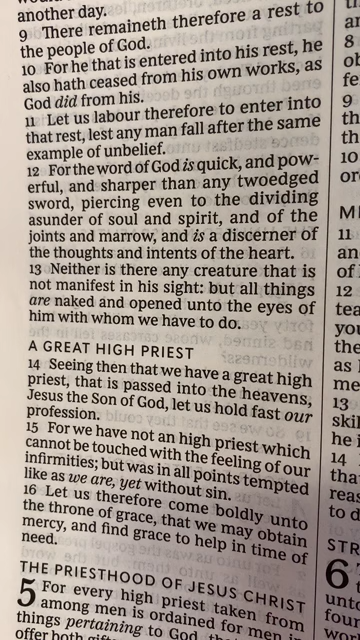 another day.
9 There remaineth therefore a rest to
the people of God.
10 For he that is entered into his rest, he
also hath ceased from his own works, as
God did from his.
11 Let us labour therefore to enter into
that rest, lest any man fall after the same
example of unbelief.
12 For the word of God is quick, and pow-
erful, and sharper than any twoedged
sword, piercing even to the dividing
asunder of soul and spirit, and of the
joints and marrow, and is a discerner of
the thoughts and intents of the heart.
13 Neither is there any creature that is
not manifest in his sight: but all things
are naked and opened unto the eyes of
him with whom we have to do.
A GREAT HIGH PRIEST
14 Seeing then that we have a great high
priest, that is passed into the heavens,
Jesus the Son of God, let us hold fast our
profession.
15 For we have not an high priest which
cannot be touched with the feeling of our
infirmities; but was in all points tempted
like as we are, yet without sin.
16 Let us therefore come boldly unto
the throne of grace, that we may obtain
mercy, and find grace to help in time of
need.
THE PRIESTHOOD OF JESUS CHRIST
5 For every high priest taken from
among men is ordained for men in
things pertaining to God, that
offer both
8
9
10
11
12
13
14
6